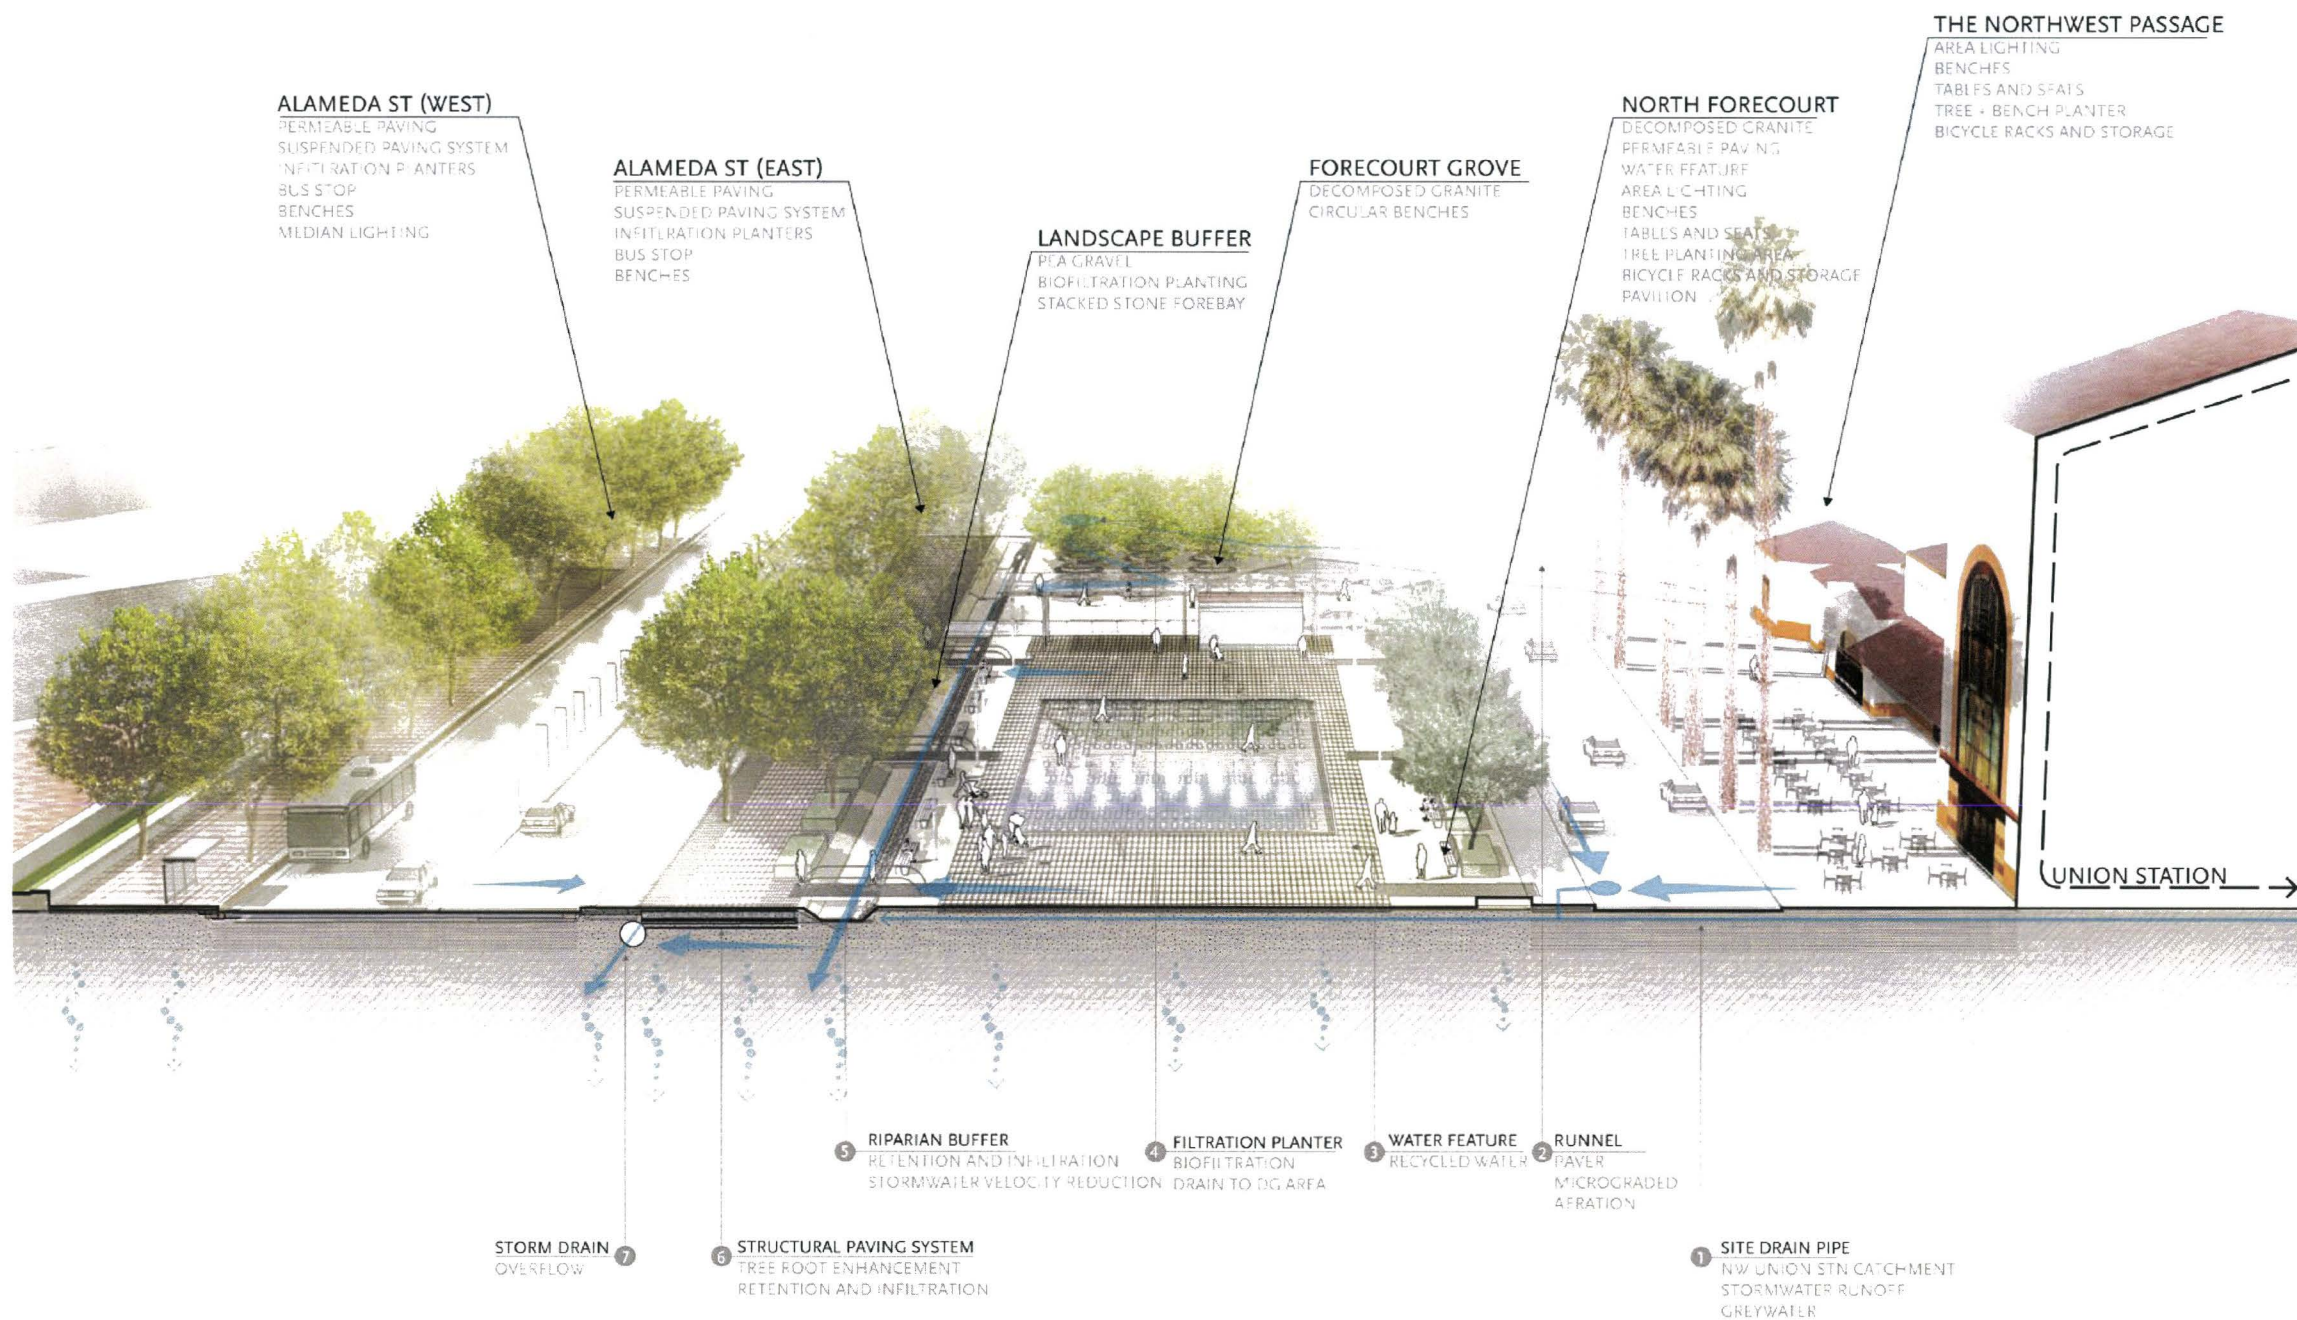 THE NORTHWEST PASSAGE
AREA LIGHTING
BENCHES
TABLES AND SEATS
TREE + BENCH PLANTER
BICYCLE RACKS AND STORAGE
ALAMEDA ST (WEST)
PERMEABLE PAVING
SUSPENDED PAVING SYSTEM
INFITLRATION PLANTERS
BUS STOP
BENCHES
MEDIAN LIGHTING
NORTH FORECOURT
DECOMPOSED GRANITE
PERMEABLE PAVING
WATER FEATURE
AREA LIGHTING
BENCHES
TABLES AND SEATS
TREE PLANTING AREA
BICYCLE RACKS AND STORAGE
PAVILION
ALAMEDA ST (EAST)
PERMEABLE PAVING
SUSPENDED PAVING SYSTEM
INFITLRATION PLANTERS
BUS STOP
BENCHES
FORECOURT GROVE
DECOMPOSED GRANITE
CIRCULAR BENCHES
LANDSCAPE BUFFER
PEA GRAVEL
BIOFILTRATION PLANTING
STACKED STONE FOREBAY
UNION STATION
5 RIPARIAN BUFFER
RETENTION AND INFILTRATION
STORMWATER VELOCITY REDUCTION
4 FILTRATION PLANTER
BIOFILTRATION
DRAIN TO DG AREA
3 WATER FEATURE
RECYCLED WATER
2 RUNNEL
PAVER
MICROGRADED
AERATION
STORM DRAIN 7
OVERFLOW
6 STRUCTURAL PAVING SYSTEM
TREE ROOT ENHANCEMENT
RETENTION AND INFILTRATION
1 SITE DRAIN PIPE
NW UNION STN CATCHMENT
STORMWATER RUNOFF
GREYWATER